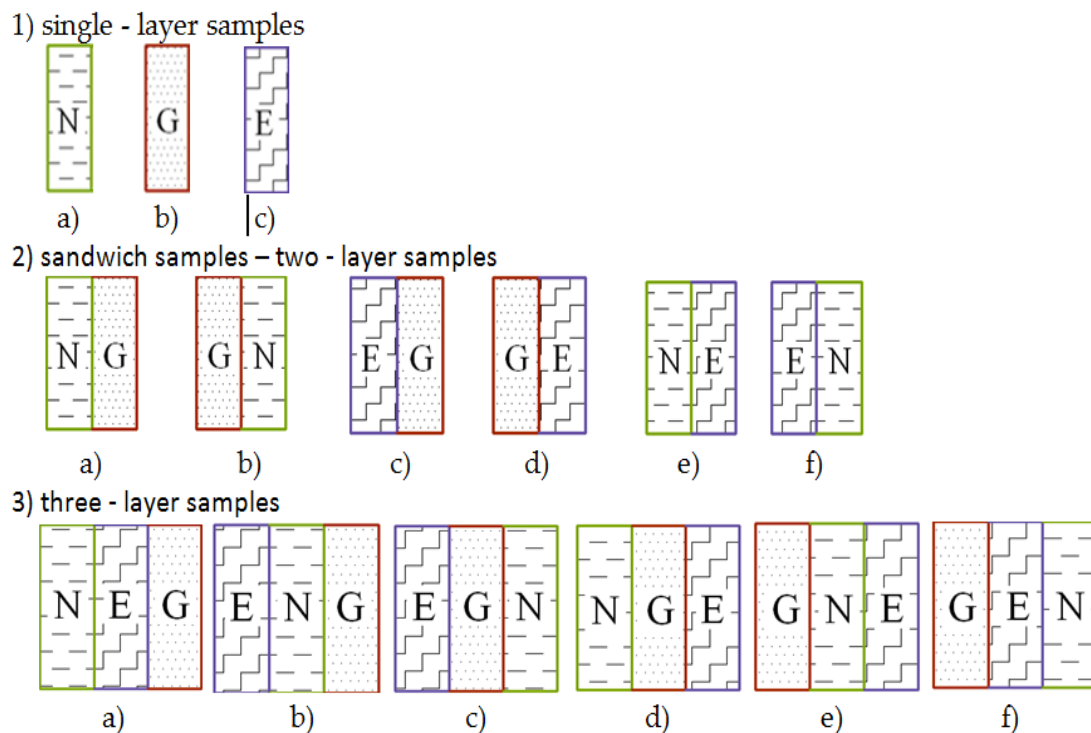 1) single - layer samples
N G E
a) b) c)
2) sandwich samples – two - layer samples
N G G N E G G E N E E N
a) b) c) d) e) f)
3) three - layer samples
N E G E N G E G N N G E G N E G E N
a) b) c) d) e) f)